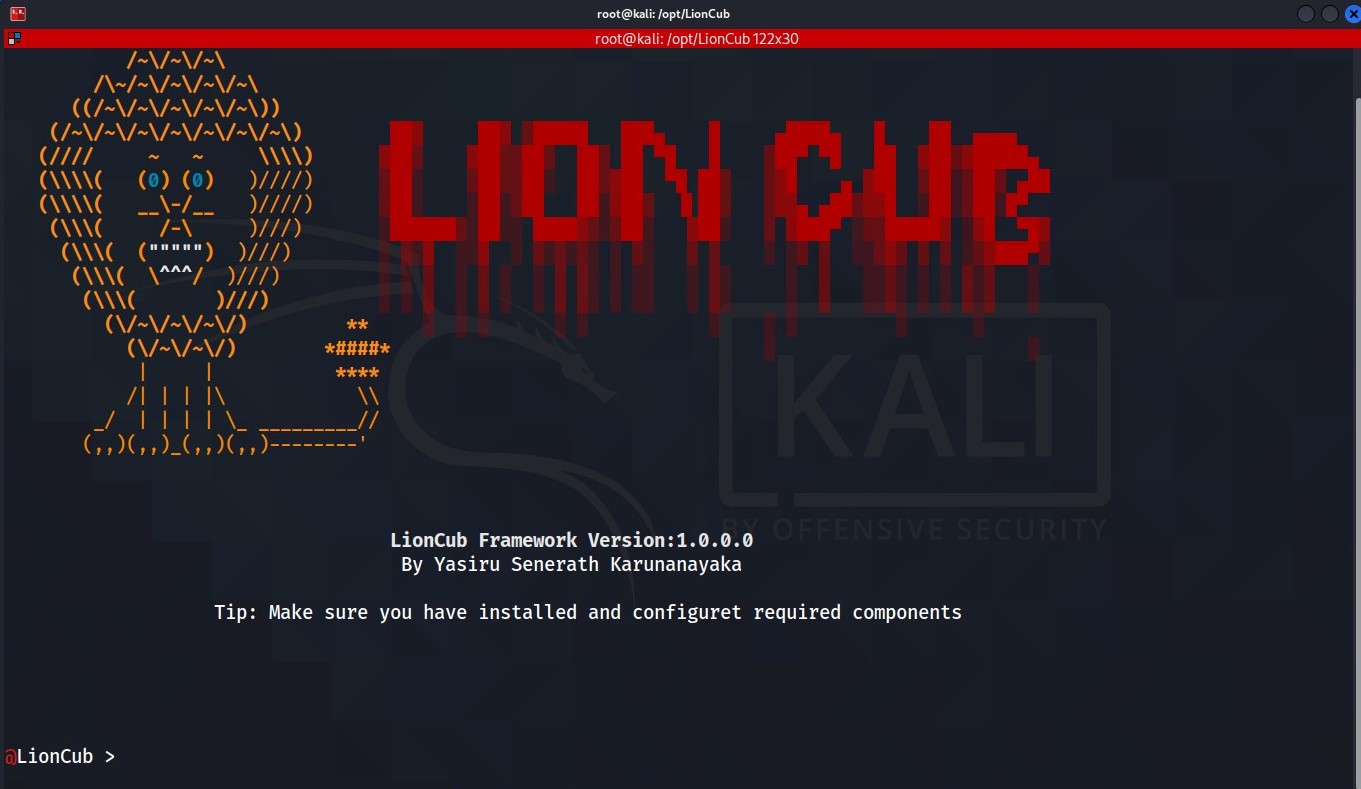 root@kali: /opt/LionCub
root@kali: /opt/LionCub 122x30
LION CUB
KALI
BY OFFENSIVE SECURITY
LionCub Framework Version:1.0.0.0
By Yasiru Senerath Karunanayaka
Tip: Make sure you have installed and configuret required components
@LionCub >